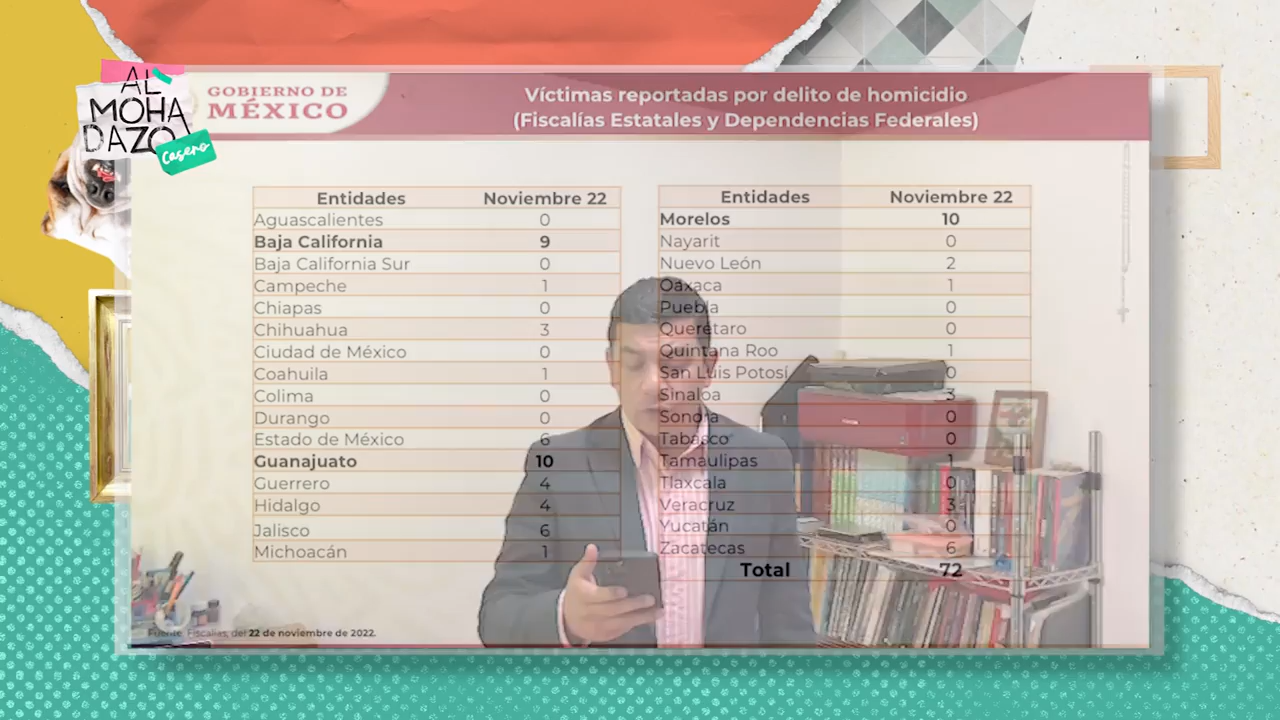 AL
MOHA
DAZO
Casero
GOBIERNO DE
MÉXICO
Víctimas reportadas por delito de homicidio
(Fiscalías Estatales y Dependencias Federales)
Entidades Noviembre 22
Aguascalientes 0
Baja California 9
Baja California Sur 0
Campeche 1
Chiapas 0
Chihuahua 3
Ciudad de México 0
Coahuila 1
Colima 0
Durango 0
Estado de México 6
Guanajuato 10
Guerrero 4
Hidalgo 4
Jalisco 6
Michoacán 1
Entidades Noviembre 22
Morelos 10
Nayarit 0
Nuevo León 2
Oaxaca 1
Puebla 0
Querétaro 0
Quintana Roo 1
San Luis Potosí 0
Sinaloa 3
Sonora 0
Tabasco 0
Tamaulipas 1
Tlaxcala 0
Veracruz 3
Yucatán 0
Zacatecas 6
Total 72
Fuente: Fiscalías, del 22 de noviembre de 2022.